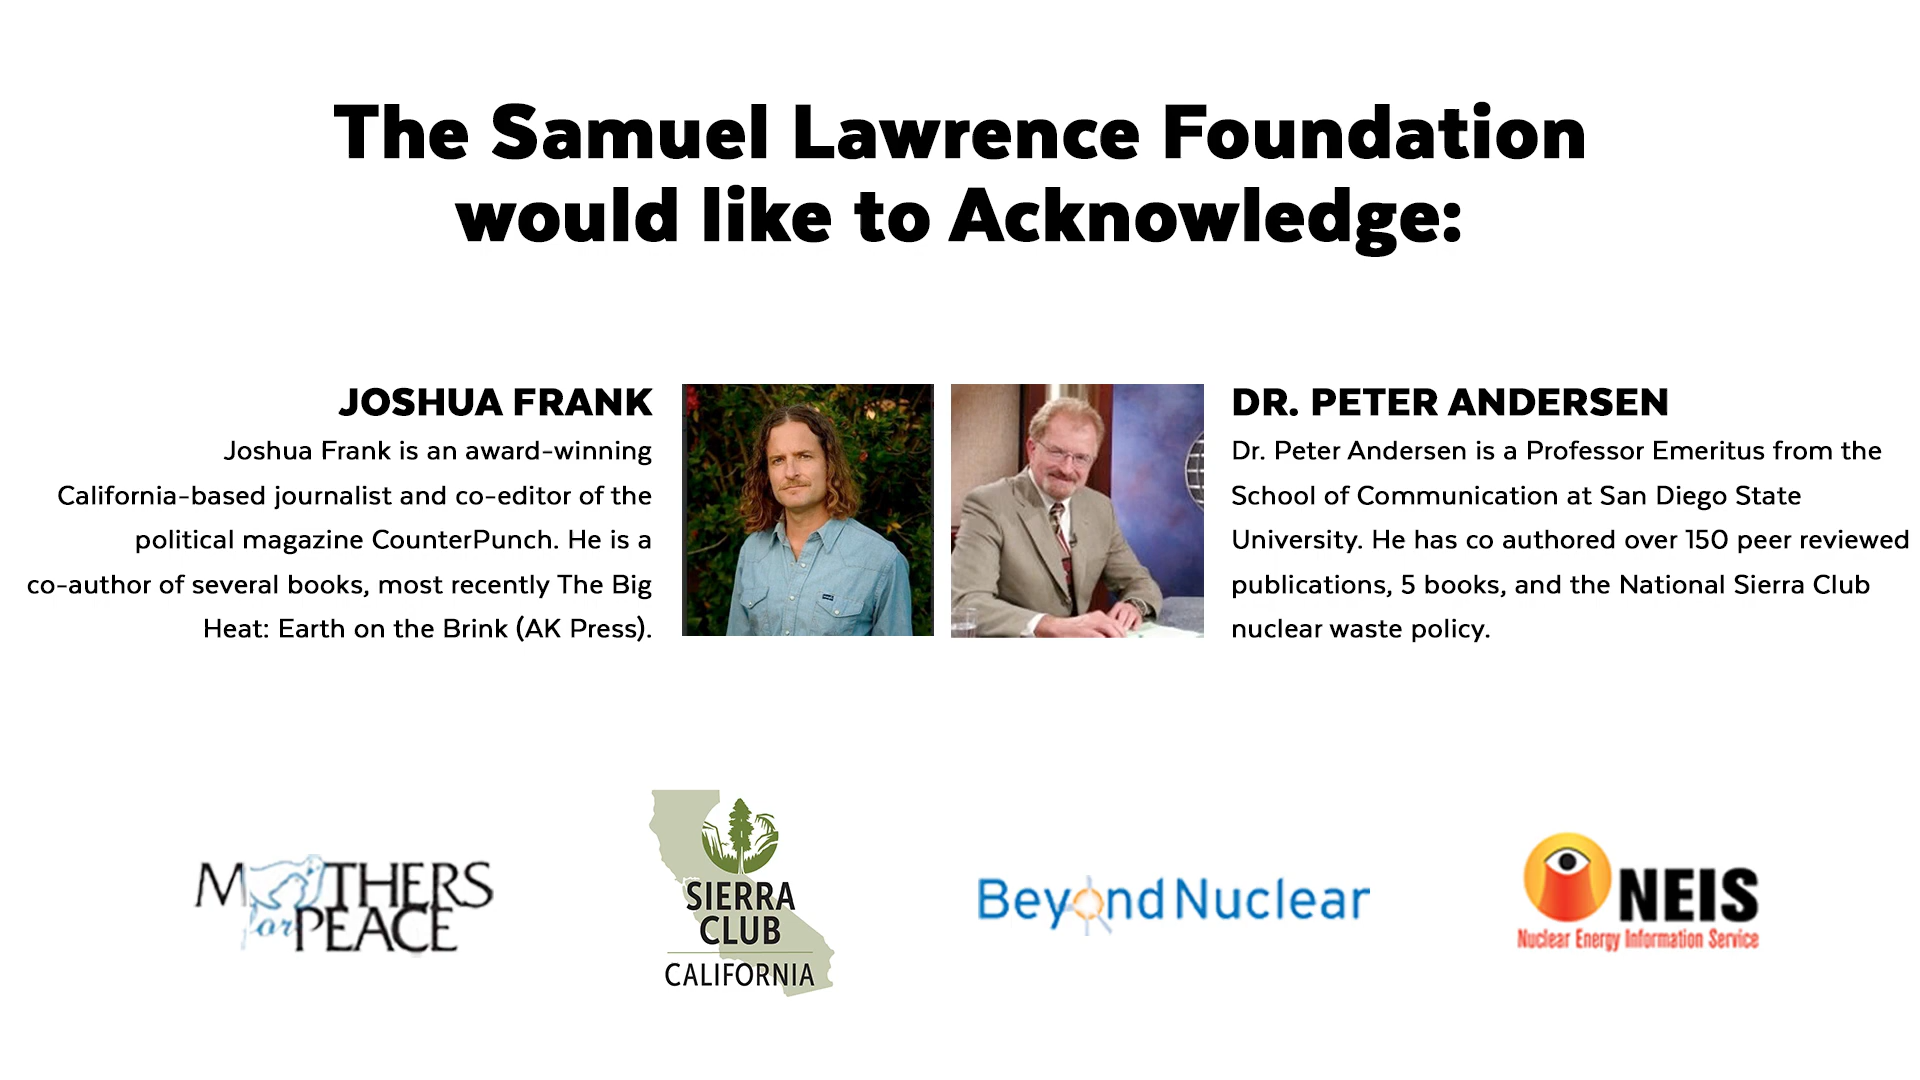 The Samuel Lawrence Foundation
would like to Acknowledge:
JOSHUA FRANK
Joshua Frank is an award-winning
California-based journalist and co-editor of the
political magazine CounterPunch. He is a
co-author of several books, most recently The Big
Heat: Earth on the Brink (AK Press).
DR. PETER ANDERSEN
Dr. Peter Andersen is a Professor Emeritus from the
School of Communication at San Diego State
University. He has co authored over 150 peer reviewed
publications, 5 books, and the National Sierra Club
nuclear waste policy.
MOTHERS
for PEACE
SIERRA
CLUB
CALIFORNIA
Beyond Nuclear
NEIS
Nuclear Energy Information Service